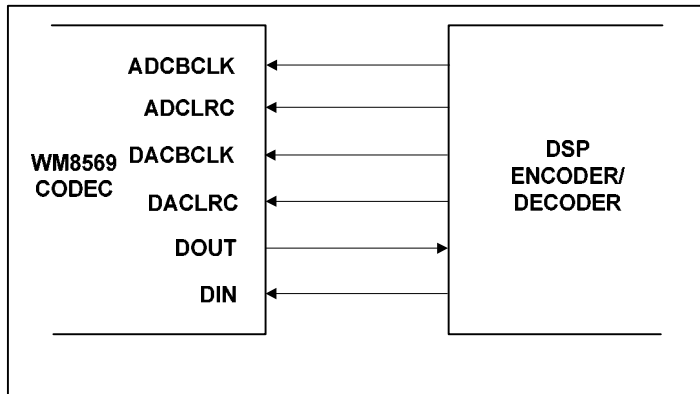 ADCBCLK
ADCLRC
WM8569
CODEC
DACBCLK
DACLRC
DOUT
DIN
DSP
ENCODER/
DECODER